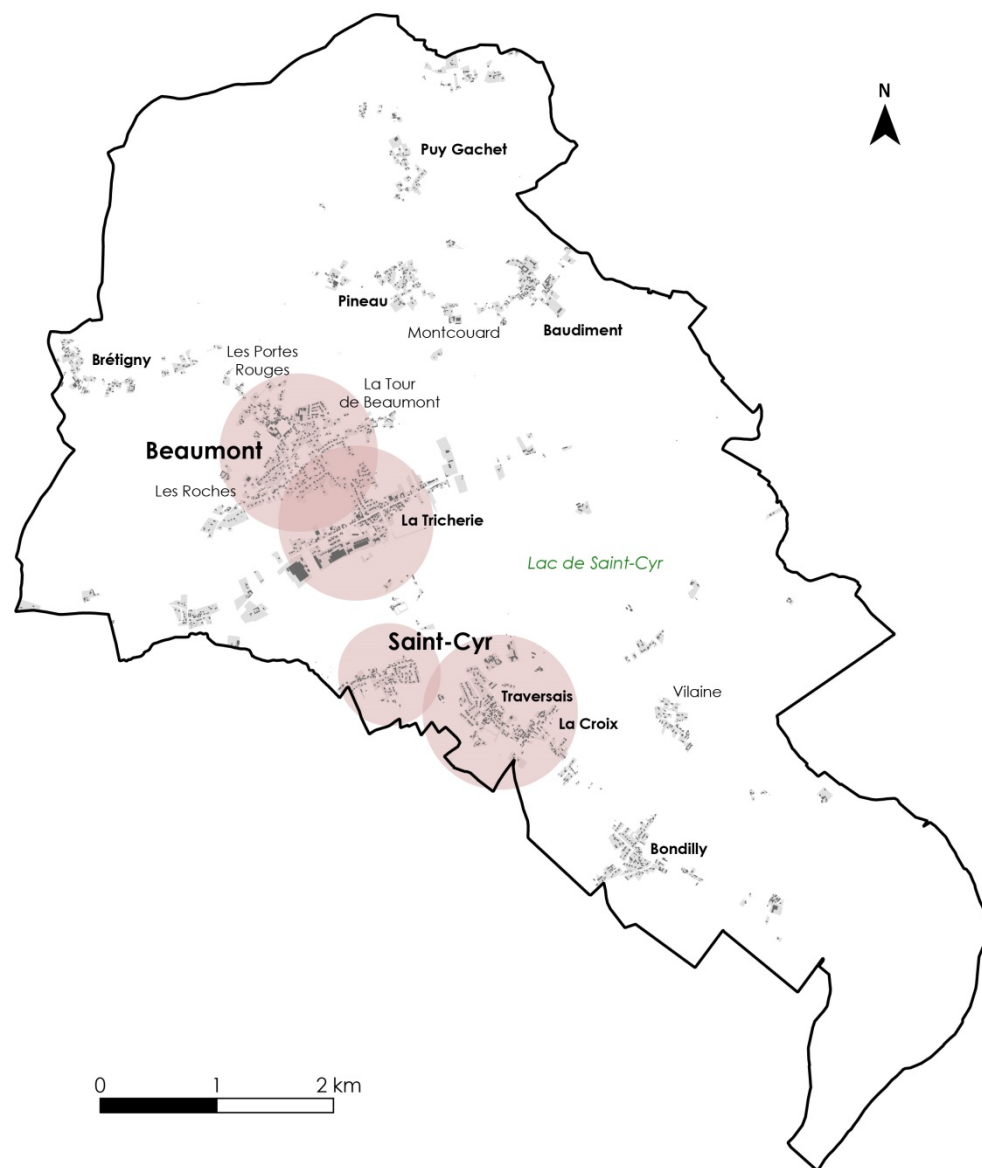 N
Puy Gachet
Pineau
Montcouard
Baudiment
Brétigny
Les Portes
Rouges
La Tour
de Beaumont
Beaumont
Les Roches
La Tricherie
Lac de Saint-Cyr
Saint-Cyr
Traversais
La Croix
Vilaine
Bondilly
0 1 2 km